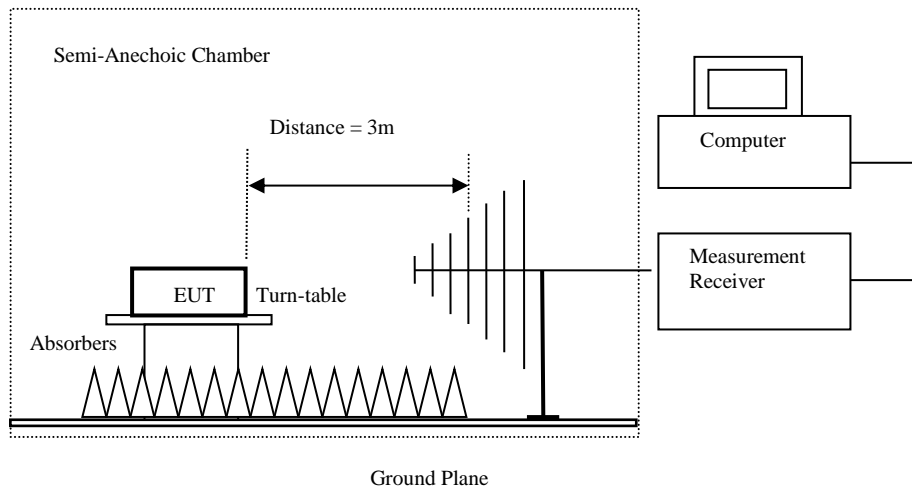 Semi-Anechoic Chamber
Distance = 3m
Computer
Measurement
Receiver
EUT
Turn-table
Absorbers
Ground Plane